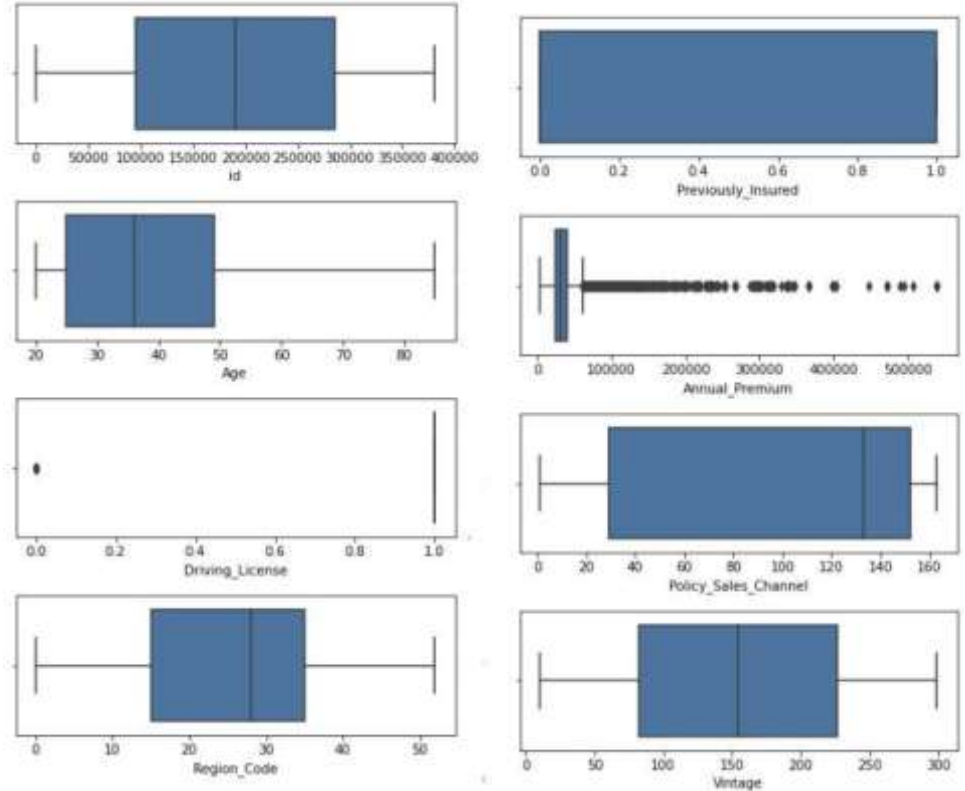 0 50000 100000 150000 200000 250000 300000 350000 400000
id
0.0 0.2 0.4 0.6 0.8 1.0
Previously_Insured
20 30 40 50 60 70 80
Age
0 100000 200000 300000 400000 500000
Annual_Premium
0.0 0.2 0.4 0.6 0.8 1.0
Driving_License
0 20 40 60 80 100 120 140 160
Policy_Sales_Channel
0 10 20 30 40 50
Region_Code
0 50 100 150 200 250 300
Vintage